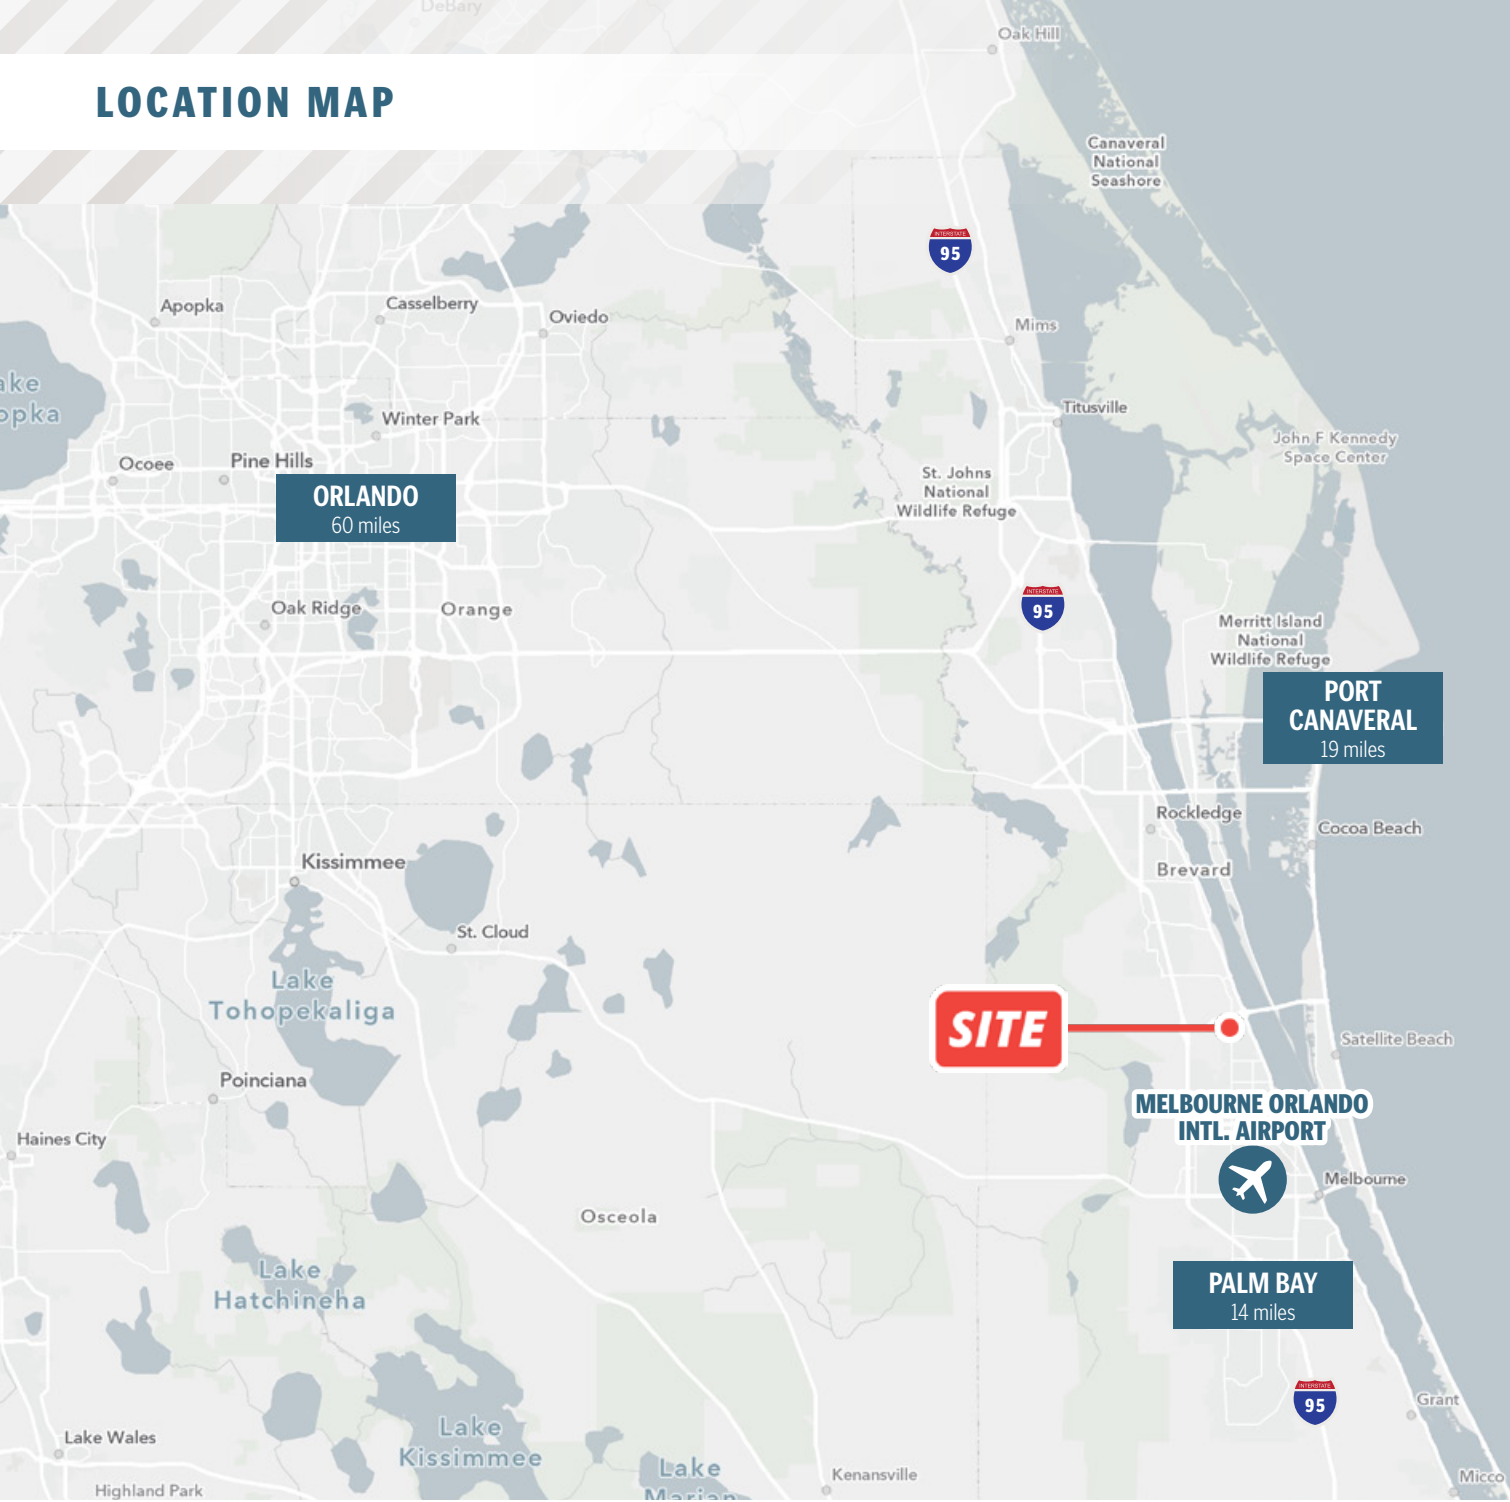 DeBary
Oak Hill
LOCATION MAP
Canaveral
National
Seashore
INTERSTATE
95
Apopka
Casselberry
Oviedo
Mims
ake
opka
Winter Park
Titusville
Ocoee
Pine Hills
John F Kennedy
Space Center
St. Johns
National
Wildlife Refuge
ORLANDO
60 miles
INTERSTATE
95
Oak Ridge
Orange
Merritt Island
National
Wildlife Refuge
PORT
CANAVERAL
19 miles
Rockledge
Cocoa Beach
Kissimmee
Brevard
St. Cloud
Lake
Tohopekaliga
SITE
Satellite Beach
Poinciana
MELBOURNE ORLANDO
INTL. AIRPORT
Haines City
Melbourne
Osceola
Lake
Hatchineha
PALM BAY
14 miles
INTERSTATE
95
Grant
Lake Wales
Lake
Kissimmee
Lake
Marian
Kenansville
Micco
Highland Park